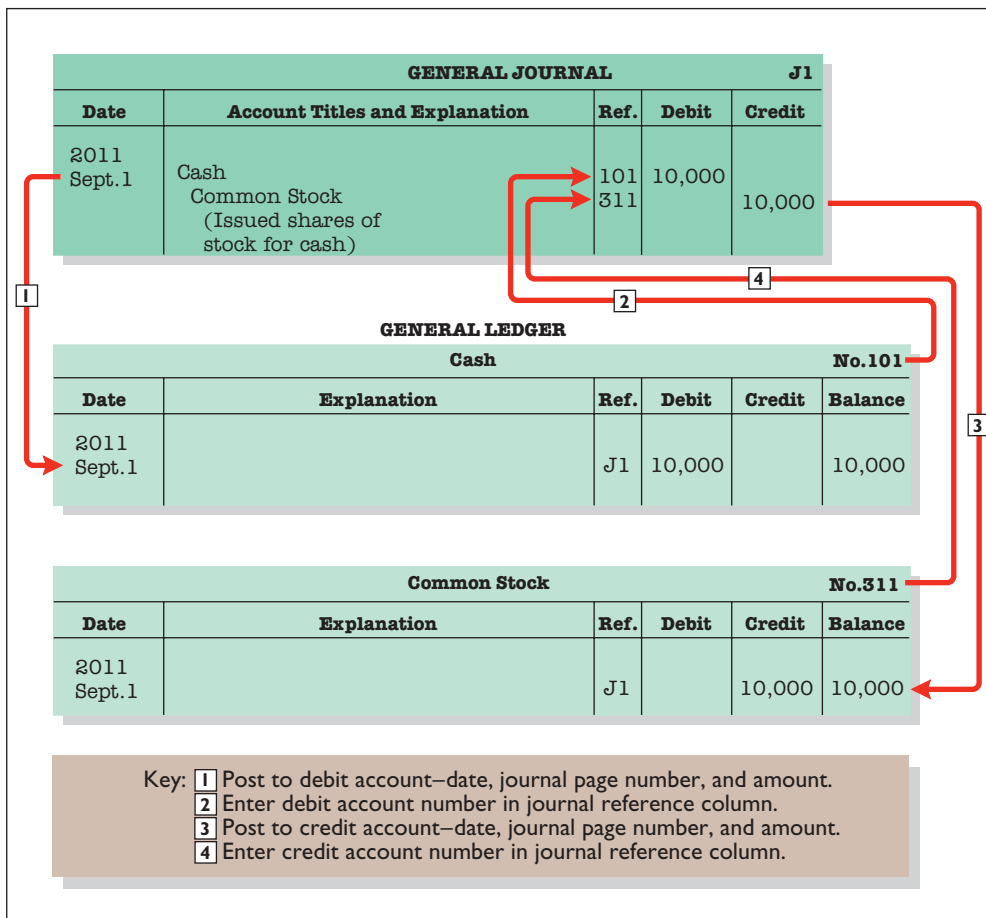 GENERAL JOURNAL J1
Date Account Titles and Explanation Ref. Debit Credit
2011
Sept.1 Cash 101 10,000
Common Stock 311 10,000
(Issued shares of
stock for cash)
1
2
3
4
GENERAL LEDGER
Cash No.101
Date Explanation Ref. Debit Credit Balance
2011
Sept.1 J1 10,000 10,000
Common Stock No.311
Date Explanation Ref. Debit Credit Balance
2011
Sept.1 J1 10,000 10,000
Key: 1 Post to debit account–date, journal page number, and amount.
2 Enter debit account number in journal reference column.
3 Post to credit account–date, journal page number, and amount.
4 Enter credit account number in journal reference column.